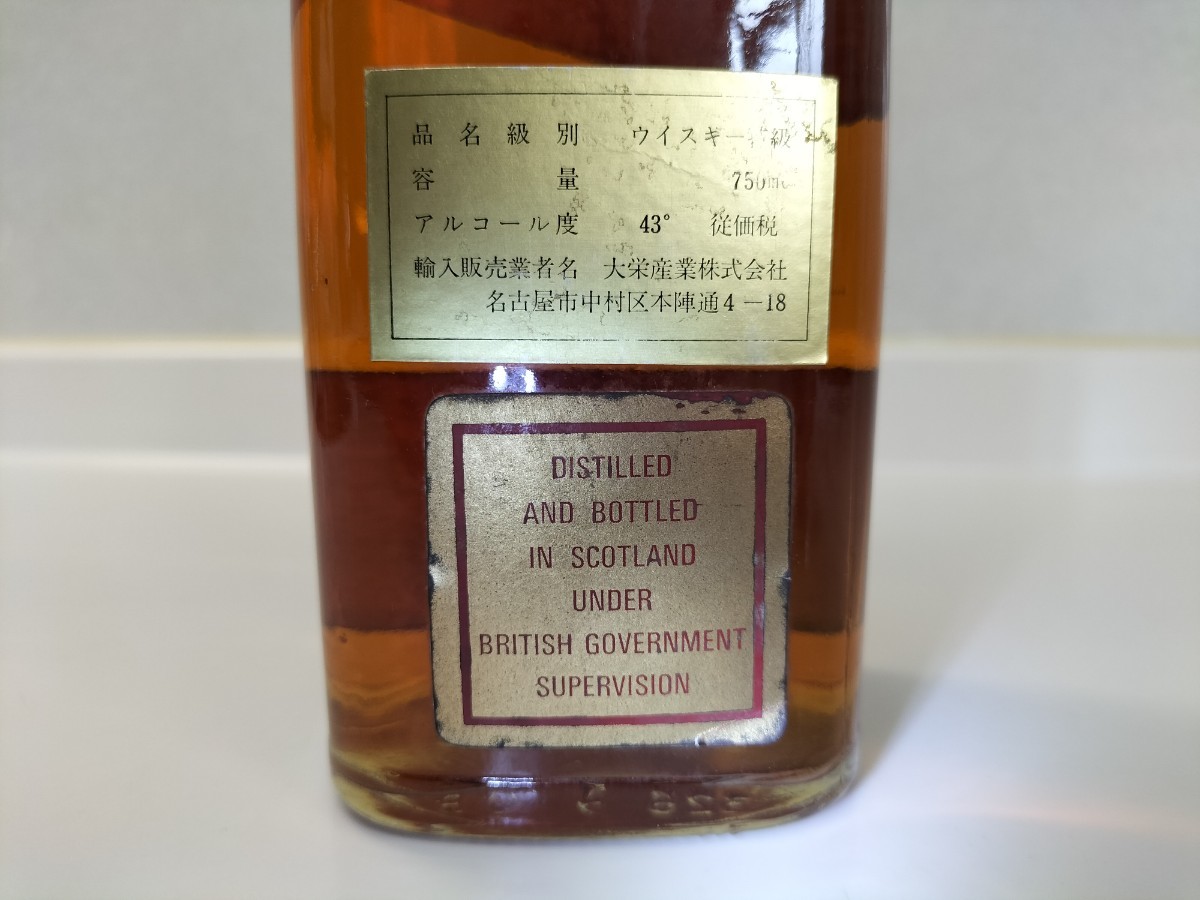 品名級別 ウイスキー 級
容量 750ml
アルコール度 43° 従価税
輸入販売業者名 大栄産業株式会社
名古屋市中村区本陣通4―18
DISTILLED
AND BOTTLED
IN SCOTLAND
UNDER
BRITISH GOVERNMENT
SUPERVISION